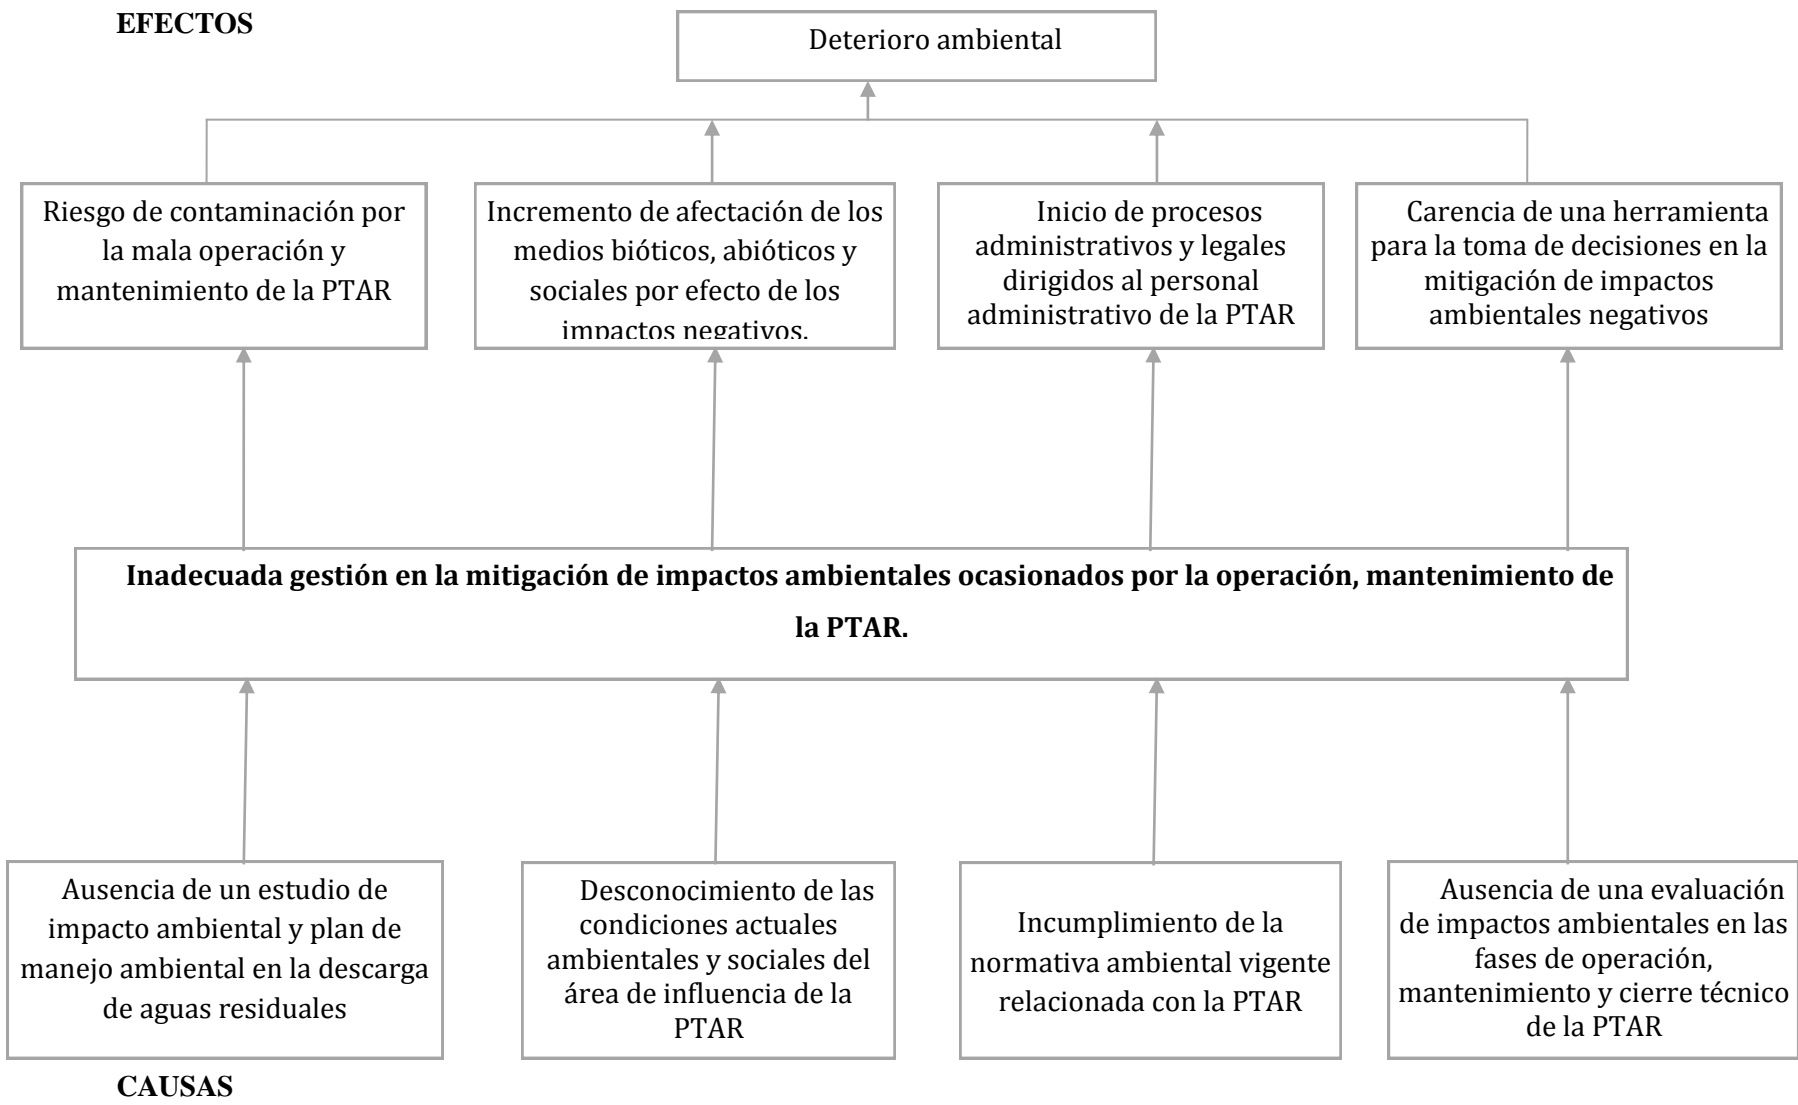 EFECTOS
Deterioro ambiental
Riesgo de contaminación por
la mala operación y
mantenimiento de la PTAR
Incremento de afectación de los
medios bióticos, abióticos y
sociales por efecto de los
impactos negativos.
Inicio de procesos
administrativos y legales
dirigidos al personal
administrativo de la PTAR
Carencia de una herramienta
para la toma de decisiones en la
mitigación de impactos
ambientales negativos
Inadecuada gestión en la mitigación de impactos ambientales ocasionados por la operación, mantenimiento de
la PTAR.
Ausencia de un estudio de
impacto ambiental y plan de
manejo ambiental en la descarga
de aguas residuales
Desconocimiento de las
condiciones actuales
ambientales y sociales del
área de influencia de la
PTAR
Incumplimiento de la
normativa ambiental vigente
relacionada con la PTAR
Ausencia de una evaluación
de impactos ambientales en las
fases de operación,
mantenimiento y cierre técnico
de la PTAR
CAUSAS